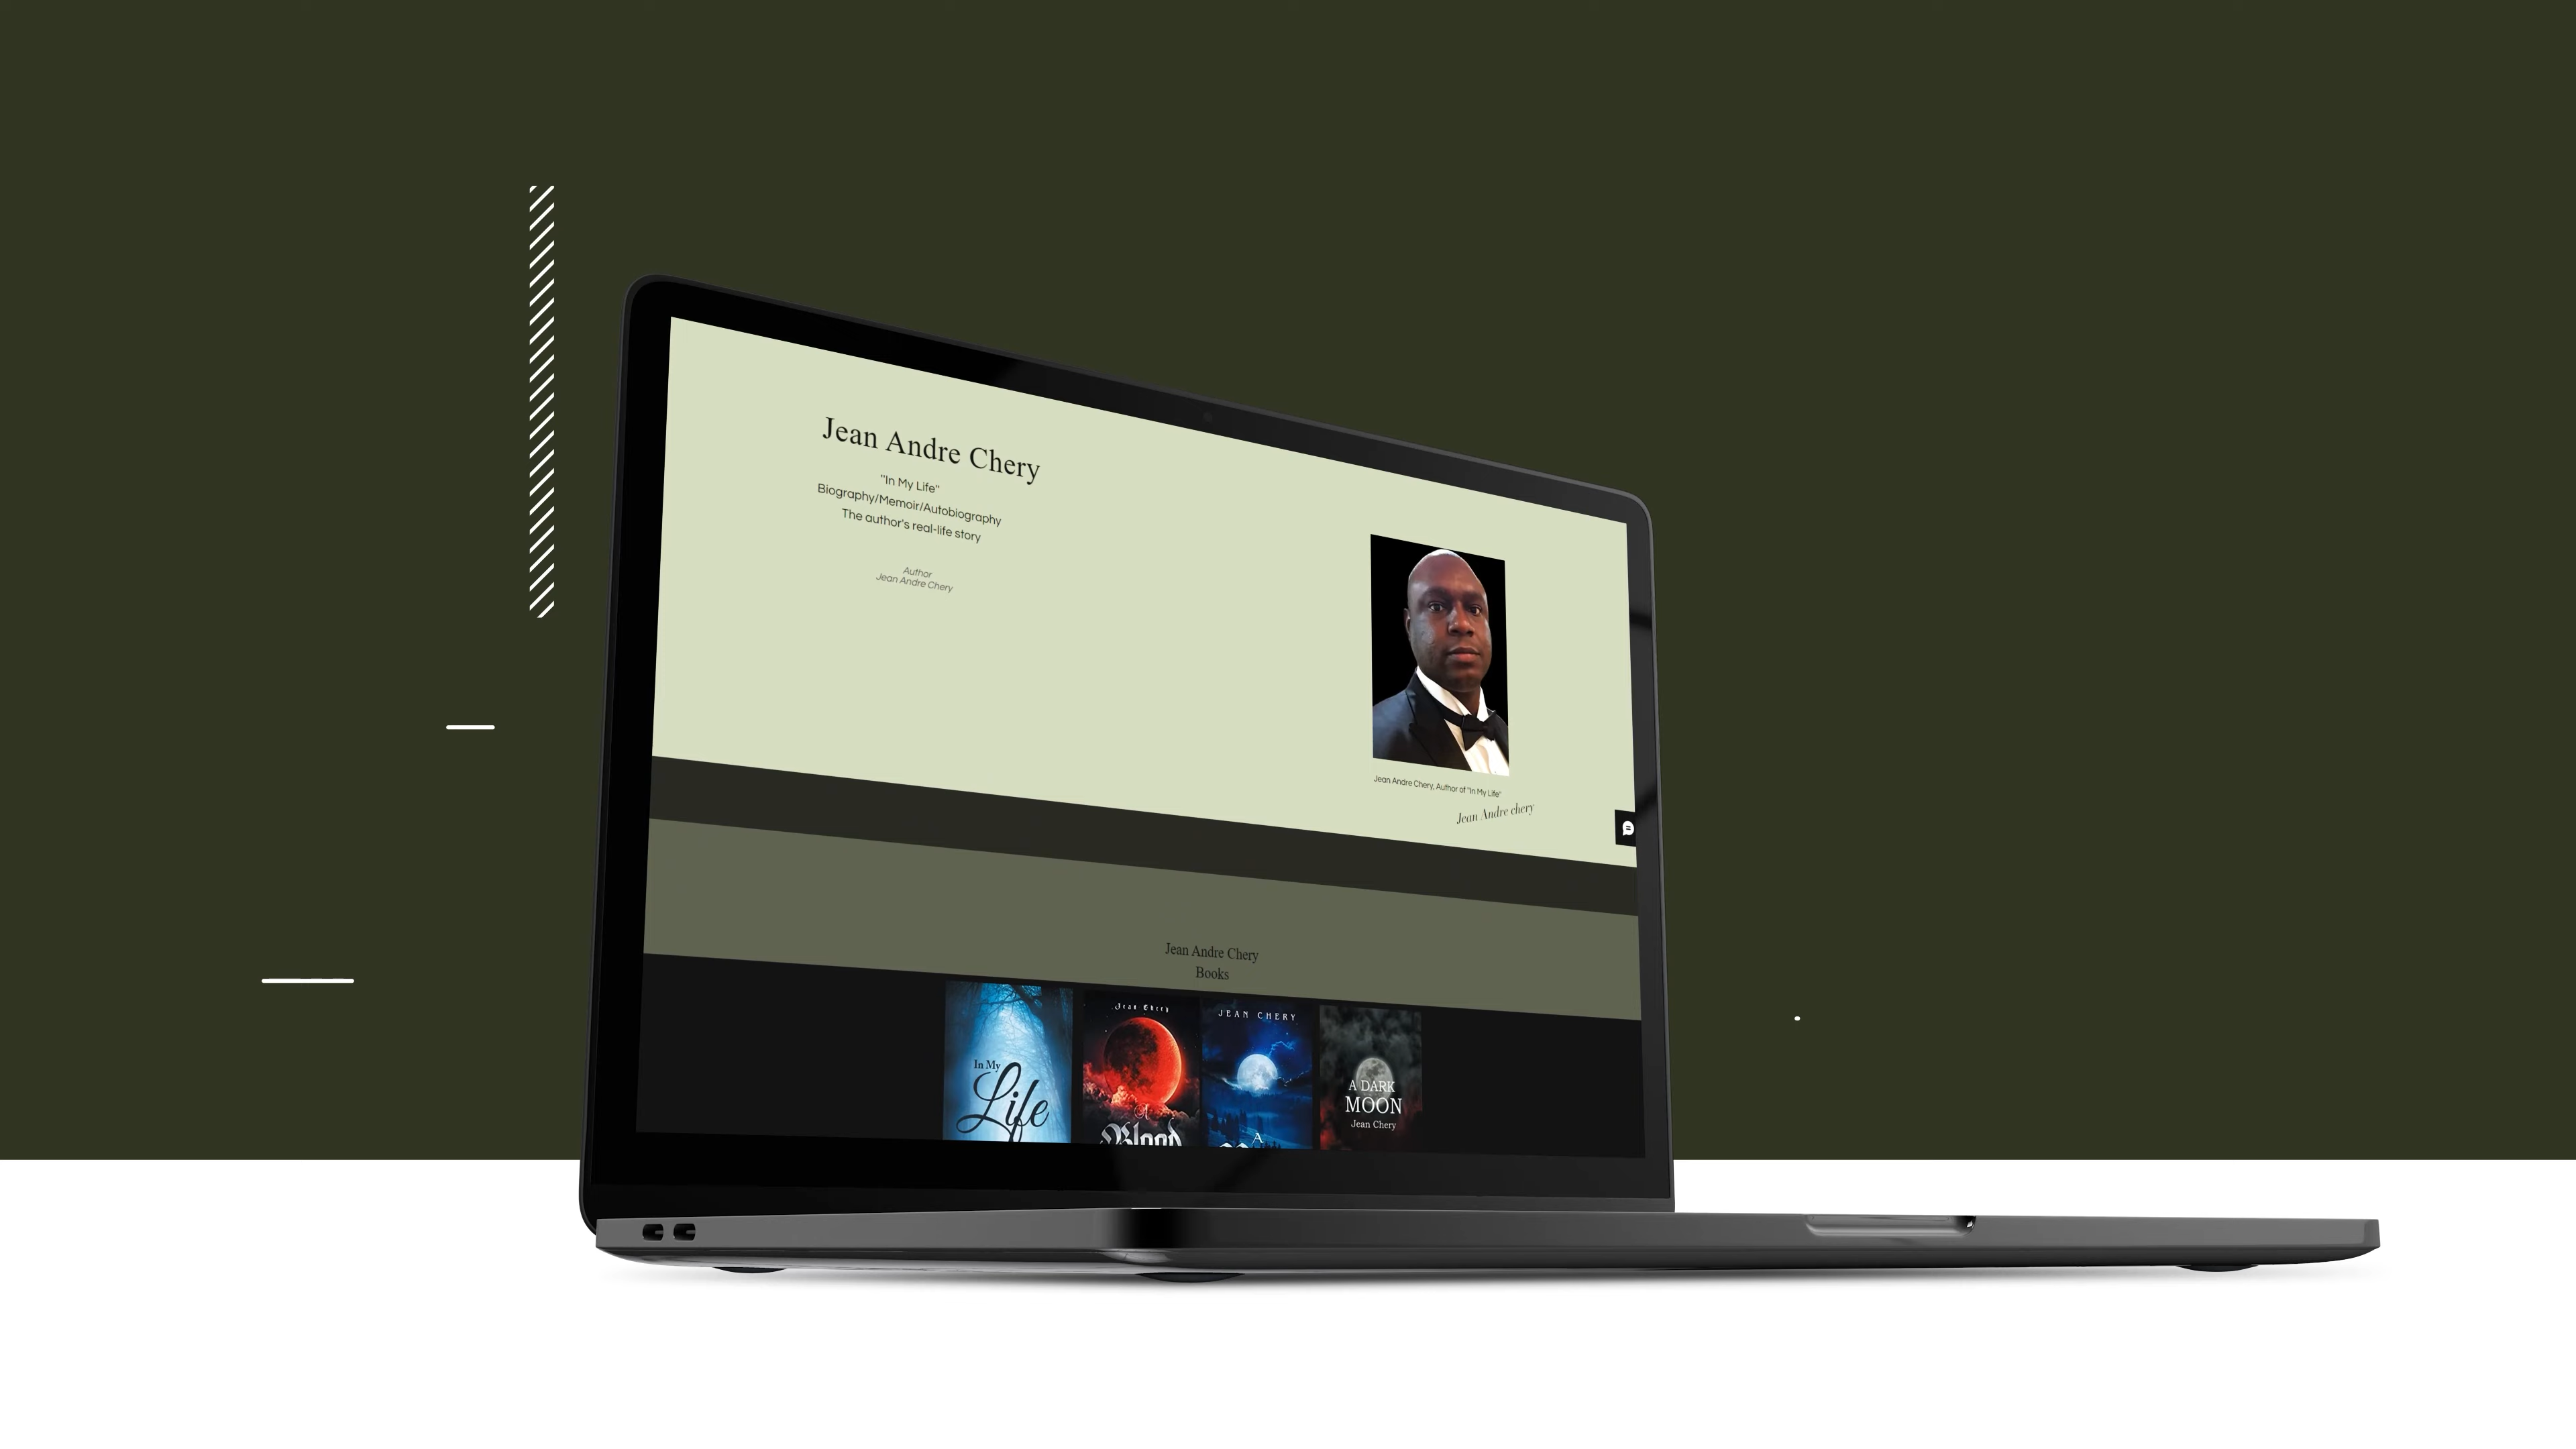 Jean Andre Chery
"In My Life"
Biography/Memoir/Autobiography
The author's real-life story
Author
Jean Andre Chery
Jean Andre Chery, Author of "In My Life"
Jean Andre chery
Jean Andre Chery
Books
In My
Life
Jean Chery
A
Blood
JEAN CHERY
A
A DARK
MOON
Jean Chery